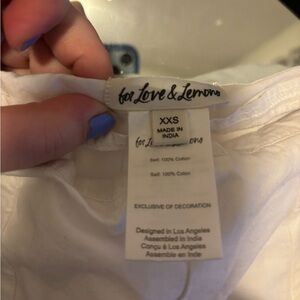 for Love & Lemons
XXS
MADE IN
INDIA
Self: 100% Cotton
Self: 100% Cotton
EXCLUSIVE OF DECORATION
Designed in Los Angeles
Assembled in India
Conçu à Los Angeles
Assemblé en Inde